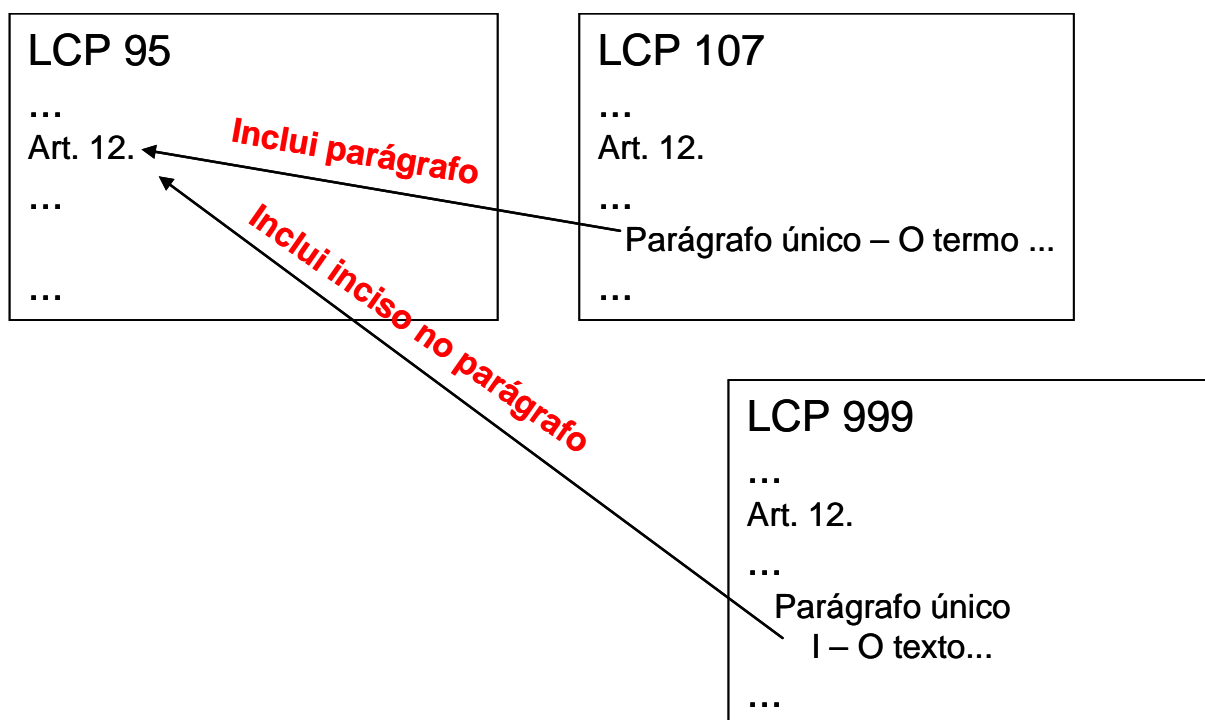 LCP 95
...
Art. 12.
...
...
Inclui parágrafo
Inclui inciso no parágrafo
LCP 107
...
Art. 12.
...
Parágrafo único – O termo ...
...
LCP 999
...
Art. 12.
...
Parágrafo único
I – O texto...
...